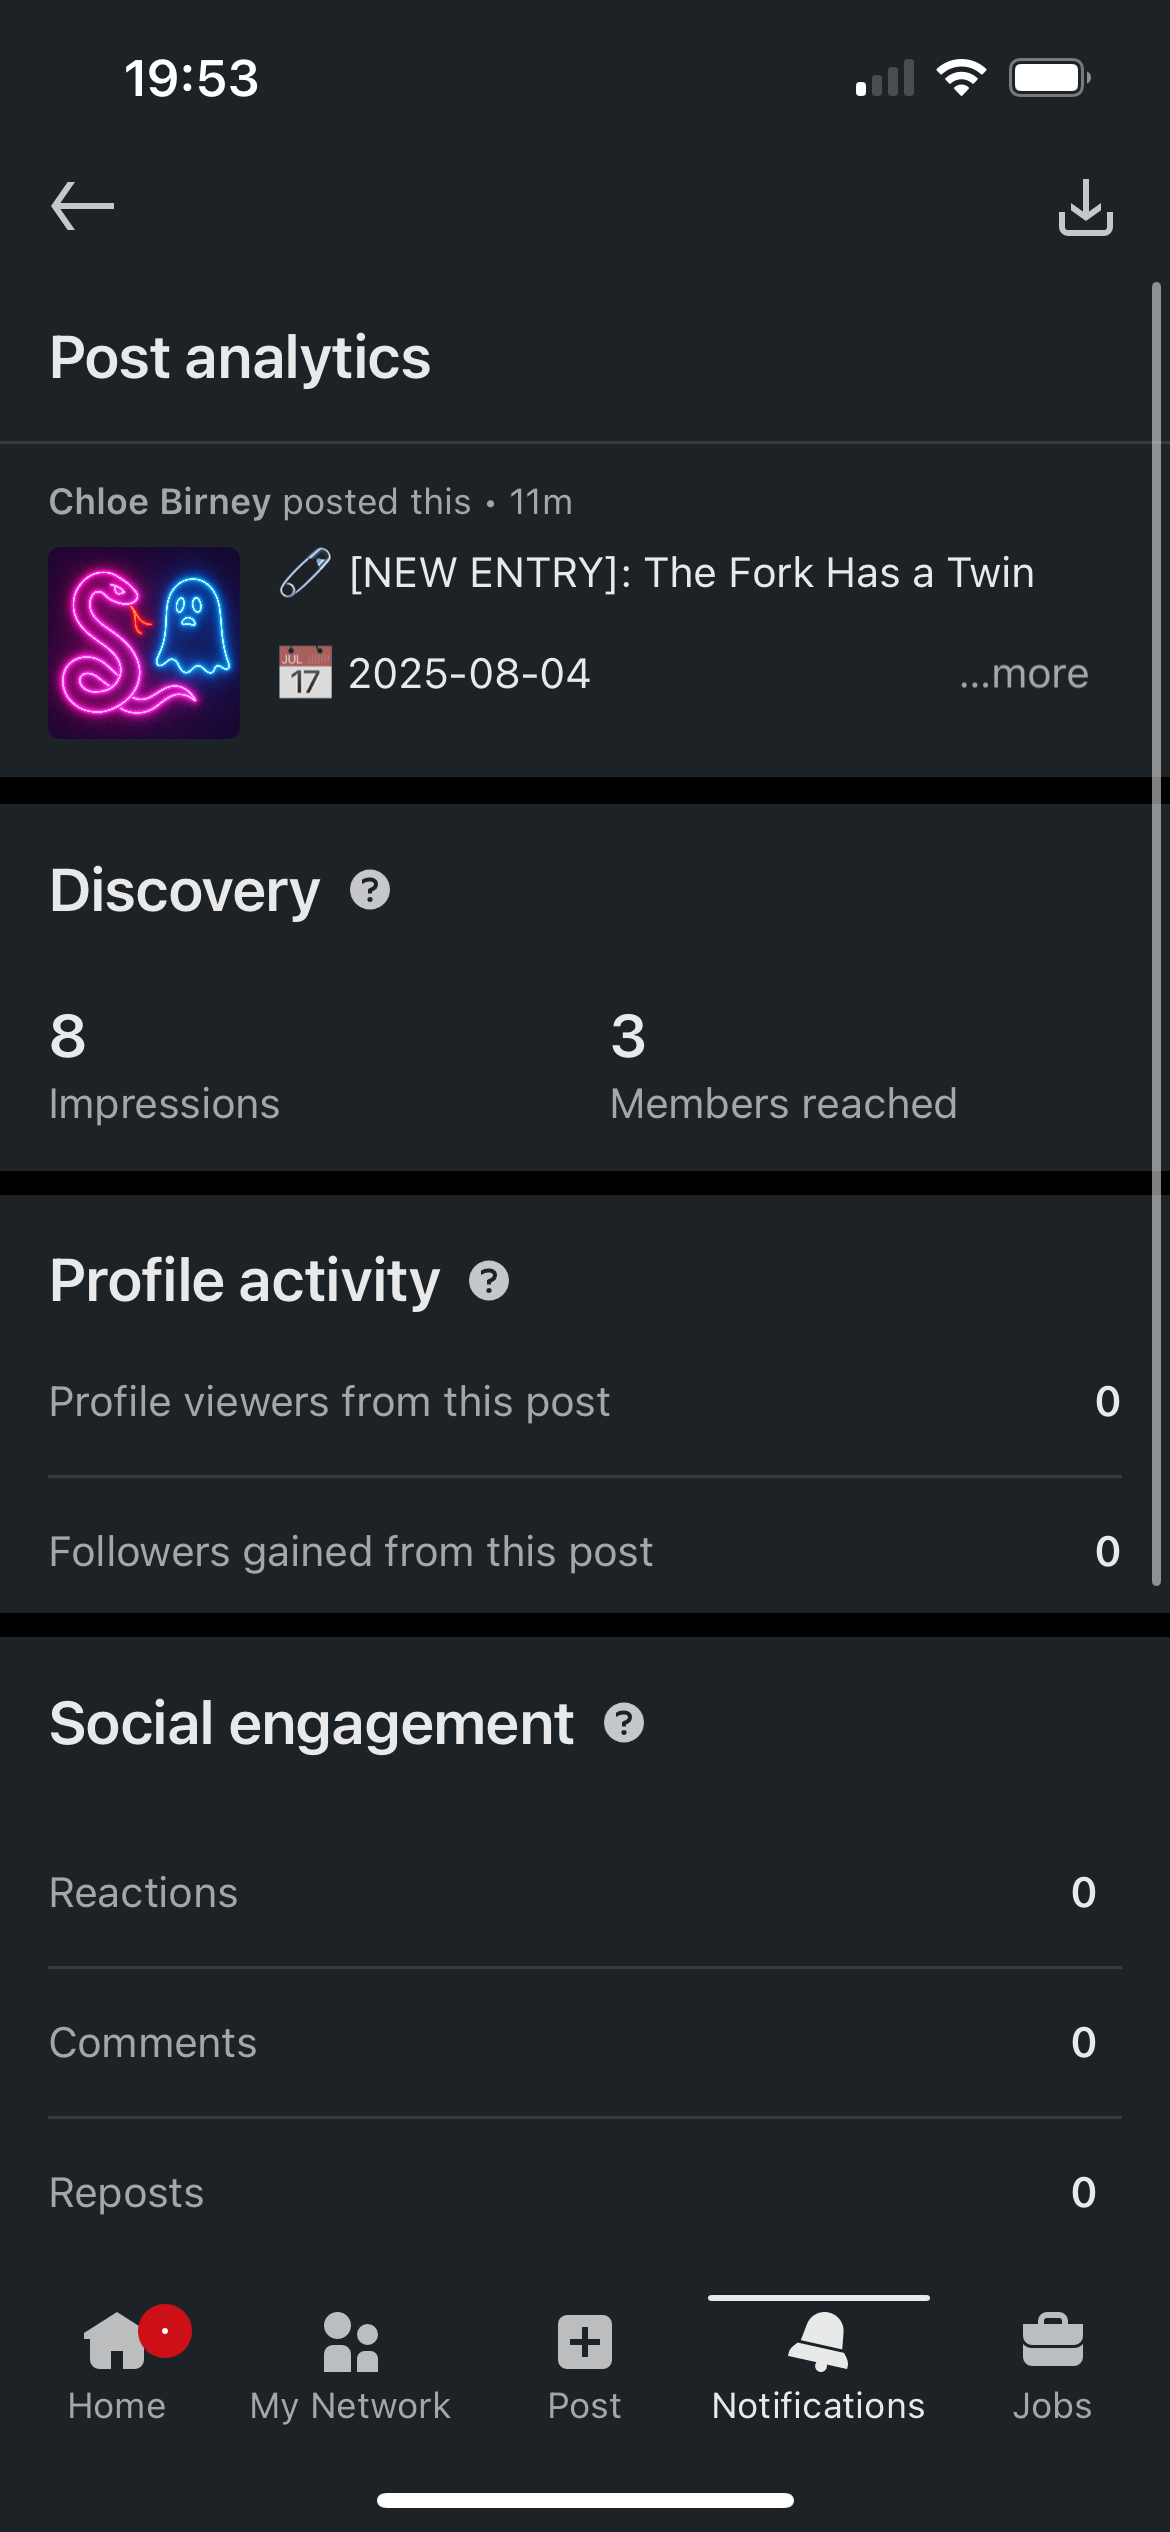 19:53
Post analytics
Chloe Birney posted this • 11m
🧷 [NEW ENTRY]: The Fork Has a Twin
📅 2025-08-04 ...more
Discovery ?
8 3
Impressions Members reached
Profile activity ?
Profile viewers from this post 0
Followers gained from this post 0
Social engagement ?
Reactions 0
Comments 0
Reposts 0
Home My Network Post Notifications Jobs